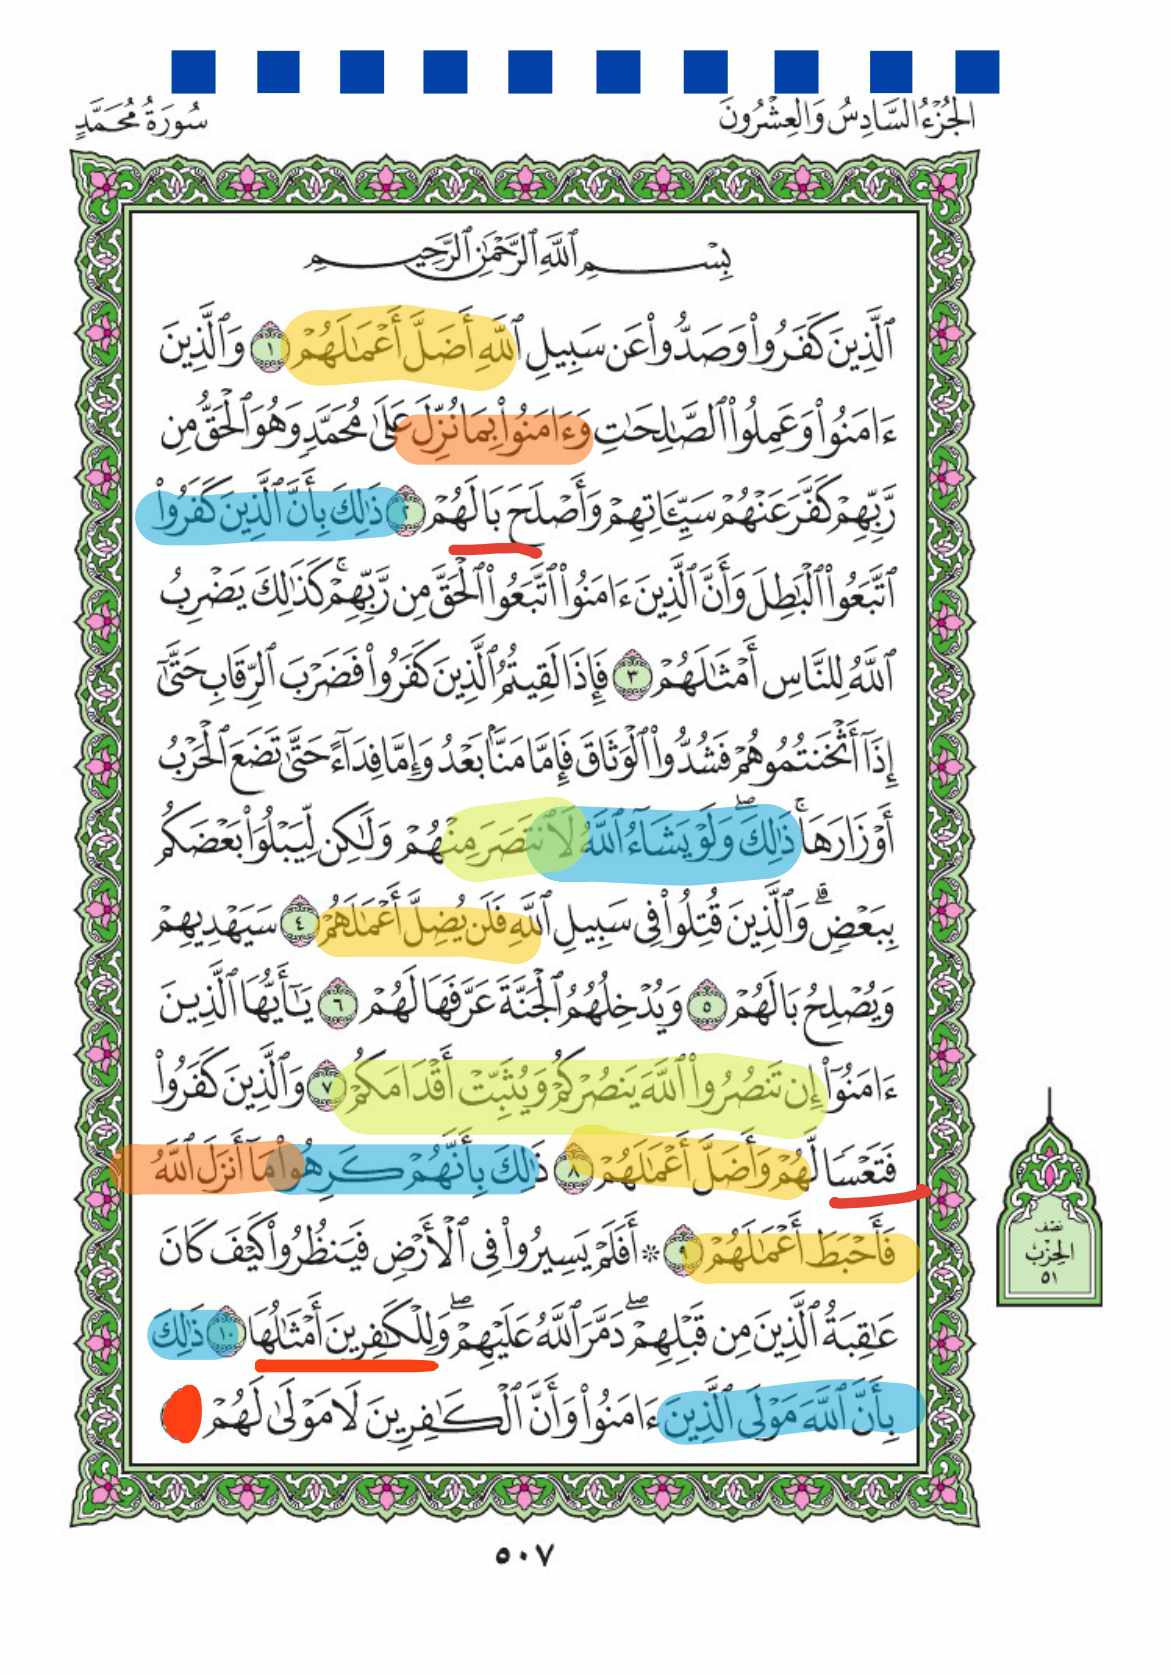 الجُزْءُ السَّادِسُ وَالعِشْرُونَ
سُورَةُ مُحَمَّدٍ
بِسْمِ ٱللَّهِ ٱلرَّحْمَٰنِ ٱلرَّحِيمِ
ٱلَّذِينَ كَفَرُوا۟ وَصَدُّوا۟ عَن سَبِيلِ ٱللَّهِ أَضَلَّ أَعْمَٰلَهُمْ ١ وَٱلَّذِينَ
ءَامَنُوا۟ وَعَمِلُوا۟ ٱلصَّٰلِحَٰتِ وَءَامَنُوا۟ بِمَا نُزِّلَ عَلَىٰ مُحَمَّدٍ وَهُوَ ٱلْحَقُّ مِن
رَّبِّهِمْ كَفَّرَ عَنْهُمْ سَيِّـَٔاتِهِمْ وَأَصْلَحَ بَالَهُمْ ٢ ذَٰلِكَ بِأَنَّ ٱلَّذِينَ كَفَرُوا۟
ٱتَّبَعُوا۟ ٱلْبَٰطِلَ وَأَنَّ ٱلَّذِينَ ءَامَنُوا۟ ٱتَّبَعُوا۟ ٱلْحَقَّ مِن رَّبِّهِمْ ۚ كَذَٰلِكَ يَضْرِبُ
ٱللَّهُ لِلنَّاسِ أَمْثَٰلَهُمْ ٣ فَإِذَا لَقِيتُمُ ٱلَّذِينَ كَفَرُوا۟ فَضَرْبَ ٱلرِّقَابِ حَتَّىٰٓ
إِذَآ أَثْخَنتُمُوهُمْ فَشُدُّوا۟ ٱلْوَثَاقَ فَإِمَّا مَنًّۢا بَعْدُ وَإِمَّا فِدَآءً حَتَّىٰ تَضَعَ ٱلْحَرْبُ
أَوْزَارَهَا ۚ ذَٰلِكَ ۖ وَلَوْ يَشَآءُ ٱللَّهُ لَٱنتَصَرَ مِنْهُمْ وَلَٰكِن لِّيَبْلُوَا۟ بَعْضَكُم
بِبَعْضٍ ۗ وَٱلَّذِينَ قُتِلُوا۟ فِى سَبِيلِ ٱللَّهِ فَلَن يُضِلَّ أَعْمَٰلَهُمْ ٤ سَيَهْدِيهِمْ
وَيُصْلِحُ بَالَهُمْ ٥ وَيُدْخِلُهُمُ ٱلْجَنَّةَ عَرَّفَهَا لَهُمْ ٦ يَٰٓأَيُّهَا ٱلَّذِينَ
ءَامَنُوٓا۟ إِن تَنصُرُوا۟ ٱللَّهَ يَنصُرْكُمْ وَيُثَبِّتْ أَقْدَامَكُمْ ٧ وَٱلَّذِينَ كَفَرُوا۟
فَتَعْسًا لَّهُمْ وَأَضَلَّ أَعْمَٰلَهُمْ ٨ ذَٰلِكَ بِأَنَّهُمْ كَرِهُوا۟ مَآ أَنزَلَ ٱللَّهُ
فَأَحْبَطَ أَعْمَٰلَهُمْ ٩ ۞ أَفَلَمْ يَسِيرُوا۟ فِى ٱلْأَرْضِ فَيَنظُرُوا۟ كَيْفَ كَانَ
عَٰقِبَةُ ٱلَّذِينَ مِن قَبْلِهِمْ ۖ دَمَّرَ ٱللَّهُ عَلَيْهِمْ ۖ وَلِلْكَٰفِرِينَ أَمْثَٰلُهَا ١٠ ذَٰلِكَ
بِأَنَّ ٱللَّهَ مَوْلَى ٱلَّذِينَ ءَامَنُوا۟ وَأَنَّ ٱلْكَٰفِرِينَ لَا مَوْلَىٰ لَهُمْ
نصف
الحزب
٥١
٥٠٧